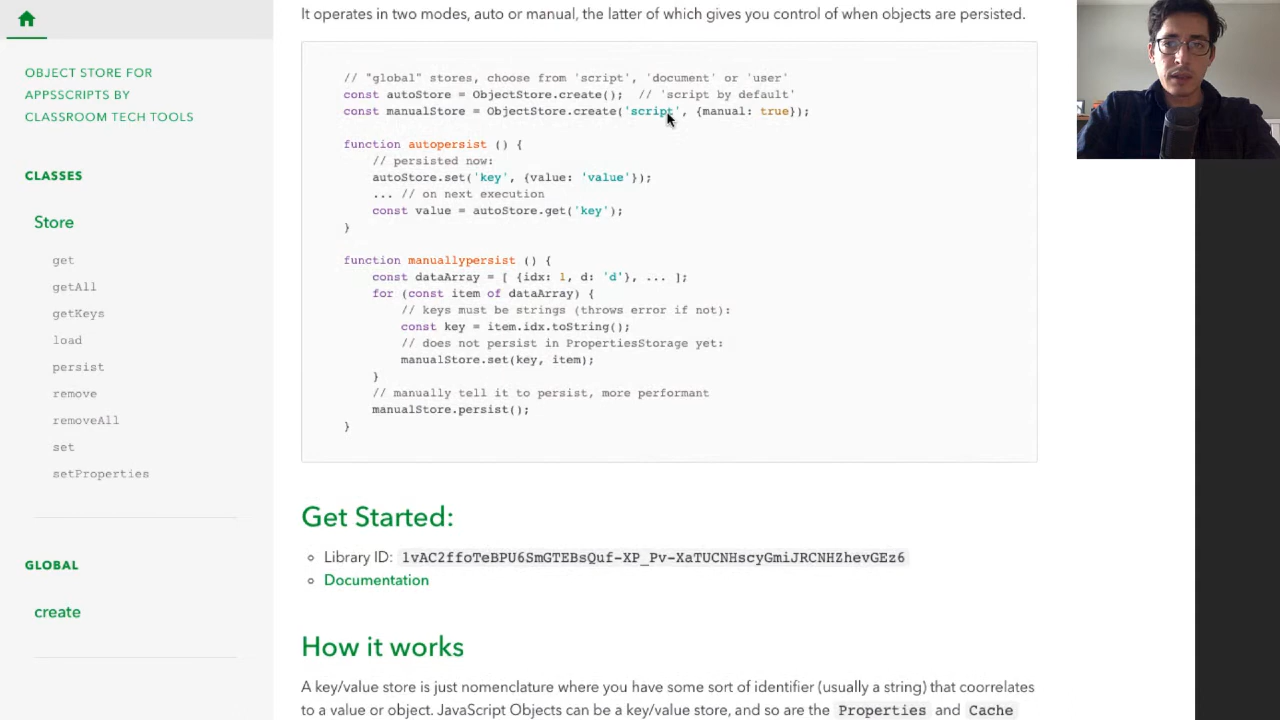 It operates in two modes, auto or manual, the latter of which gives you control of when objects are persisted.
OBJECT STORE FOR
APPSSCRIPTS BY
CLASSROOM TECH TOOLS
CLASSES
Store
get
getAll
getKeys
load
persist
remove
removeAll
set
setProperties
GLOBAL
create
// "global" stores, choose from 'script', 'document' or 'user'
const autoStore = ObjectStore.create();  // 'script by default'
const manualStore = ObjectStore.create('script', {manual: true});
function autopersist () {
// persisted now:
autoStore.set('key', {value: 'value'});
... // on next execution
const value = autoStore.get('key');
}
function manuallypersist () {
const dataArray = [ {idx: 1, d: 'd'}, ... ];
for (const item of dataArray) {
// keys must be strings (throws error if not):
const key = item.idx.toString();
// does not persist in PropertiesStorage yet:
manualStore.set(key, item);
}
// manually tell it to persist, more performant
manualStore.persist();
}
Get Started:
Library ID: 1vAC2ffoTeBPU6SmGTEBsQuf-XP_Pv-XaTUCNHscyGmiJRCNHZhevGEz6
Documentation
How it works
A key/value store is just nomenclature where you have some sort of identifier (usually a string) that coorrelates
to a value or object. JavaScript Objects can be a key/value store, and so are the Properties and Cache